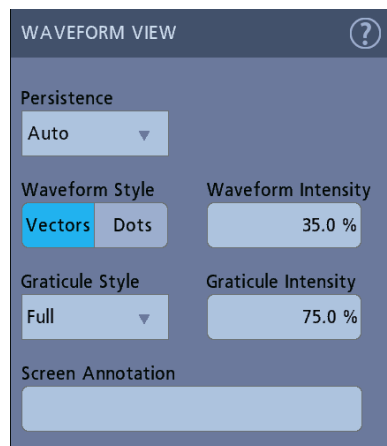 WAVEFORM VIEW ?
Persistence
Auto
Waveform Style Waveform Intensity
Vectors Dots 35.0 %
Graticule Style Graticule Intensity
Full 75.0 %
Screen Annotation